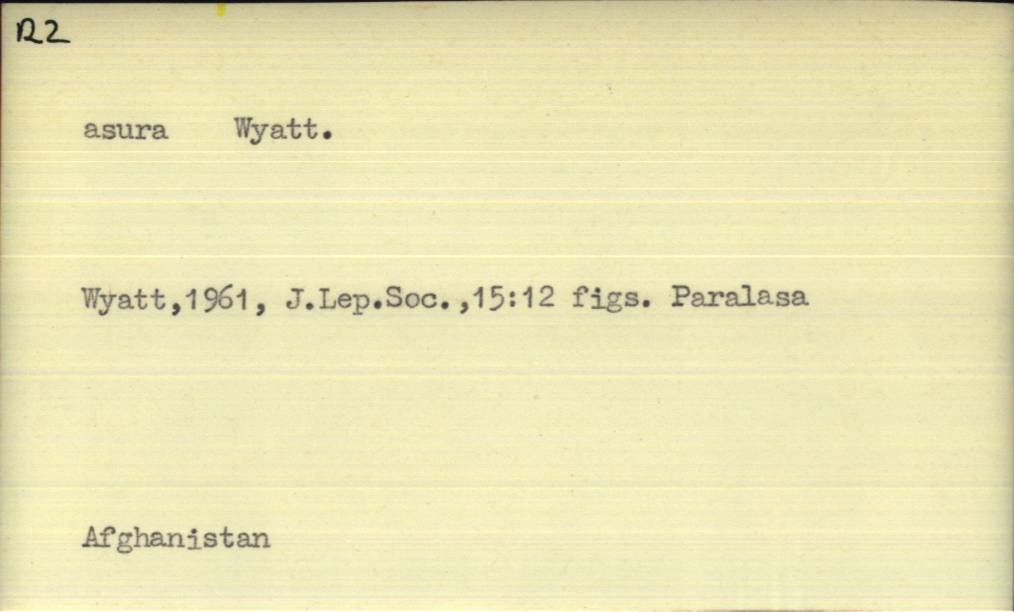 R2
asura Wyatt.
Wyatt,1961, J.Lep.Soc.,15:12 figs. Paralasa
Afghanistan